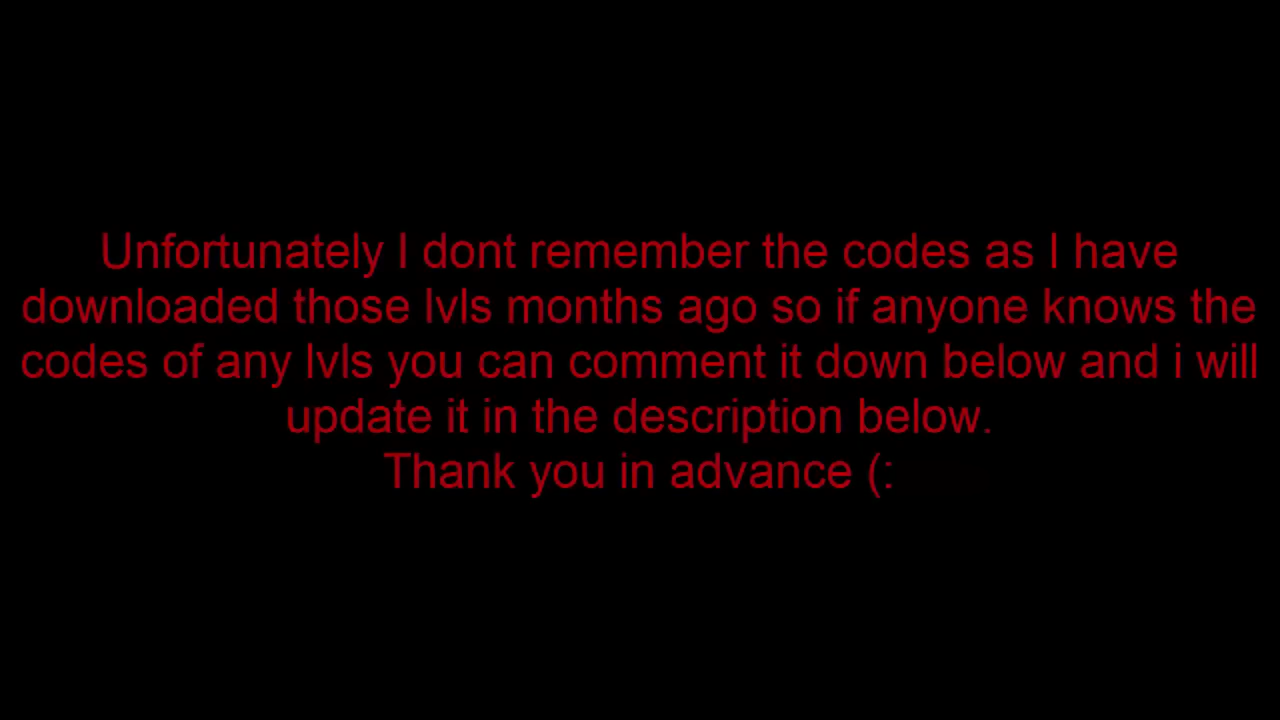 Unfortunately I dont remember the codes as I have
downloaded those lvls months ago so if anyone knows the
codes of any lvls you can comment it down below and i will
update it in the description below.
Thank you in advance (: